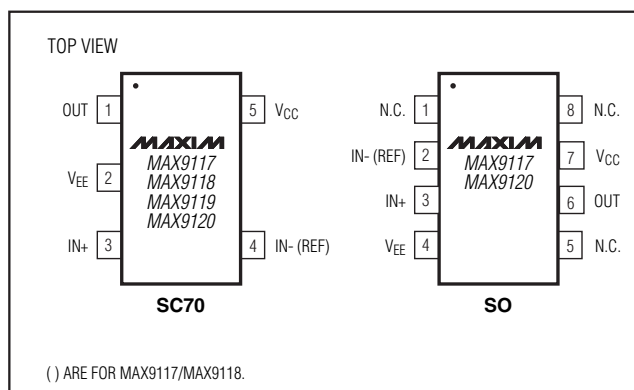 TOP VIEW
OUT 1
5 VCC
VEE 2
IN+ 3
4 IN- (REF)
MAXIM
MAX9117
MAX9118
MAX9119
MAX9120
SC70
N.C. 1
8 N.C.
IN- (REF) 2
7 VCC
IN+ 3
6 OUT
VEE 4
5 N.C.
MAXIM
MAX9117
MAX9120
SO
( ) ARE FOR MAX9117/MAX9118.